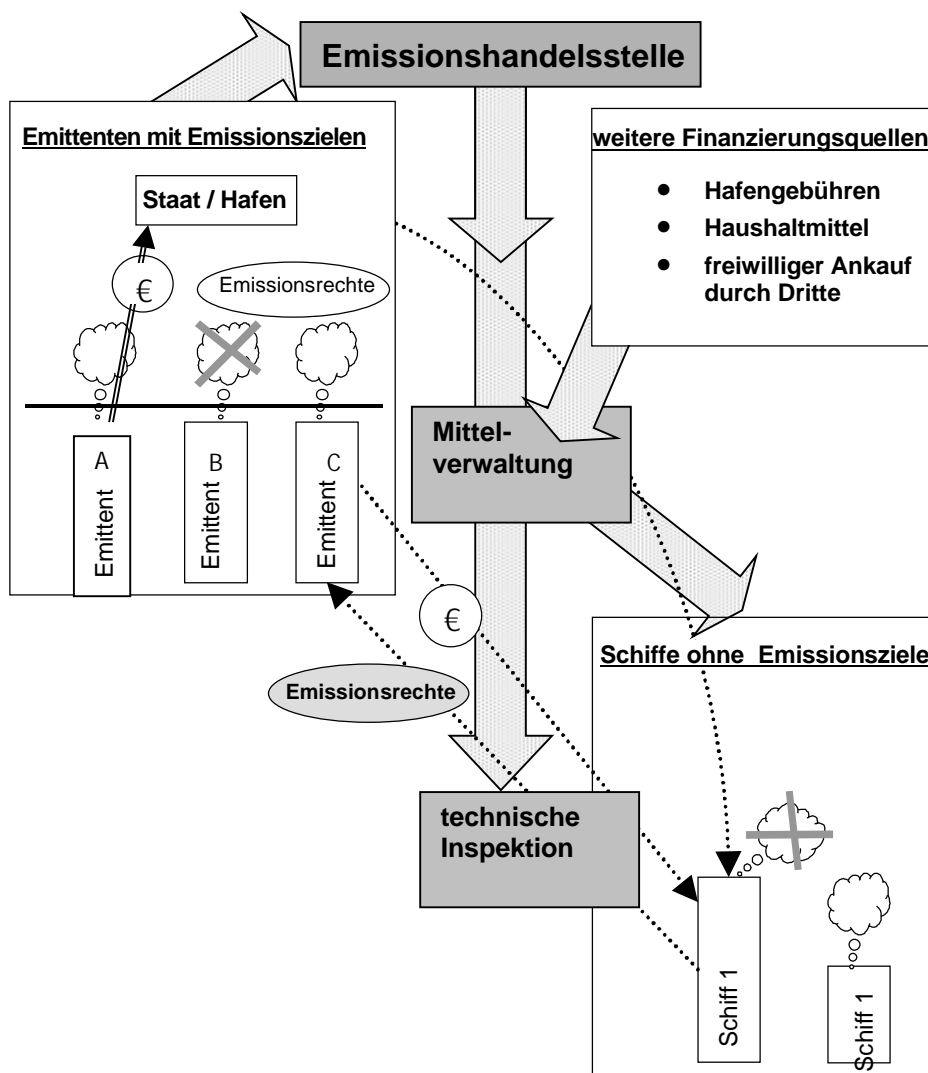 Emissionshandelsstelle
Emittenten mit Emissionszielen
Staat / Hafen
€
Emissionsrechte
A
Emittent
B
Emittent
C
Emittent
weitere Finanzierungsquellen
• Hafengebühren
• Haushaltmittel
• freiwilliger Ankauf
durch Dritte
Mittel-
verwaltung
€
Emissionsrechte
technische
Inspektion
Schiffe ohne Emissionsziele
Schiff 1
Schiff 1